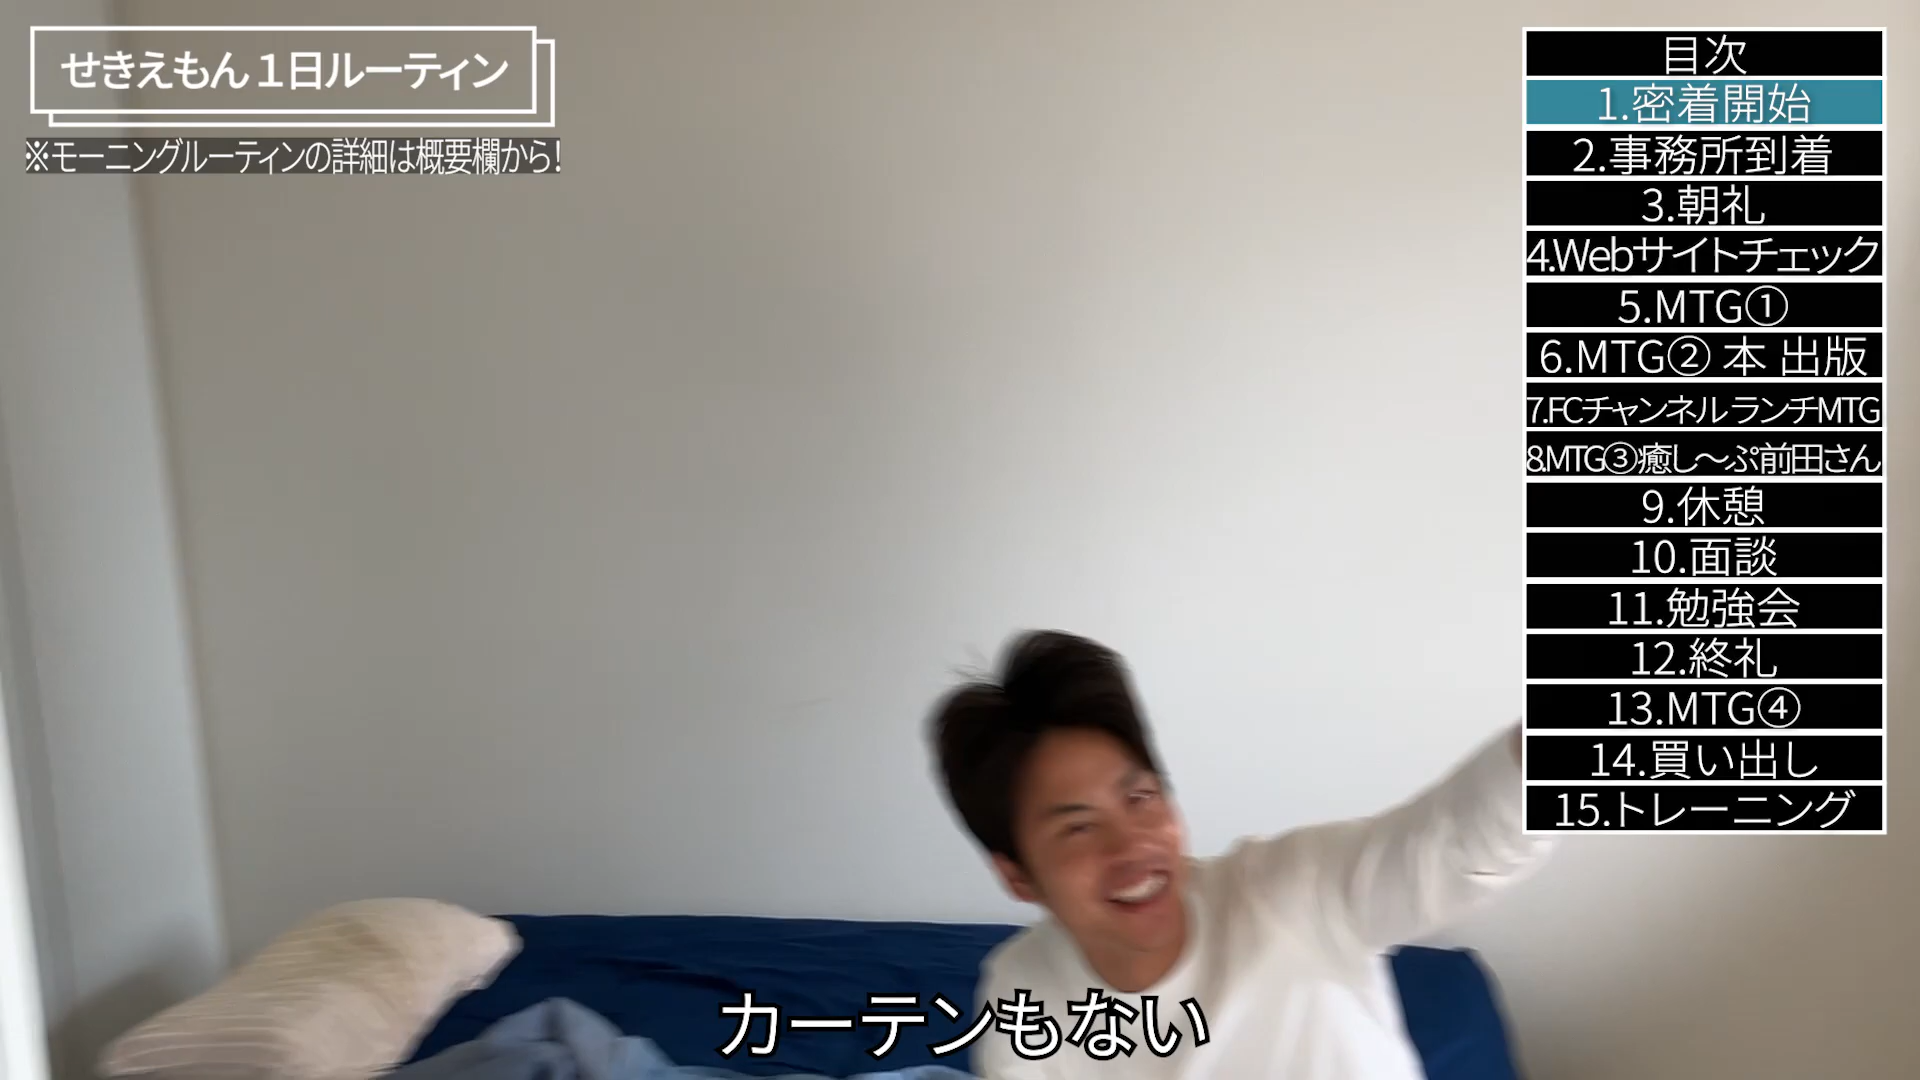 せきえもん１日ルーティン
※モーニングルーティンの詳細は概要欄から!
目次
1.密着開始
2.事務所到着
3.朝礼
4.Webサイトチェック
5.MTG①
6.MTG② 本 出版
7.FCチャンネル ランチMTG
8.MTG③癒し〜ぷ前田さん
9.休憩
10.面談
11.勉強会
12.終礼
13.MTG④
14.買い出し
15.トレーニング
カーテンもない